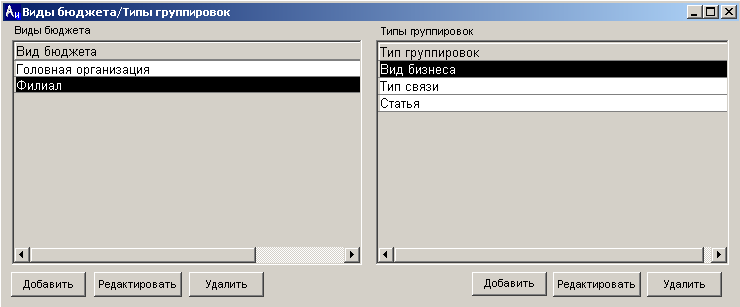 Аи Виды бюджета/Типы группировок
Виды бюджета
Вид бюджета
Головная организация
Филиал
Типы группировок
Тип группировок
Вид бизнеса
Тип связи
Статья
Добавить Редактировать Удалить
Добавить Редактировать Удалить